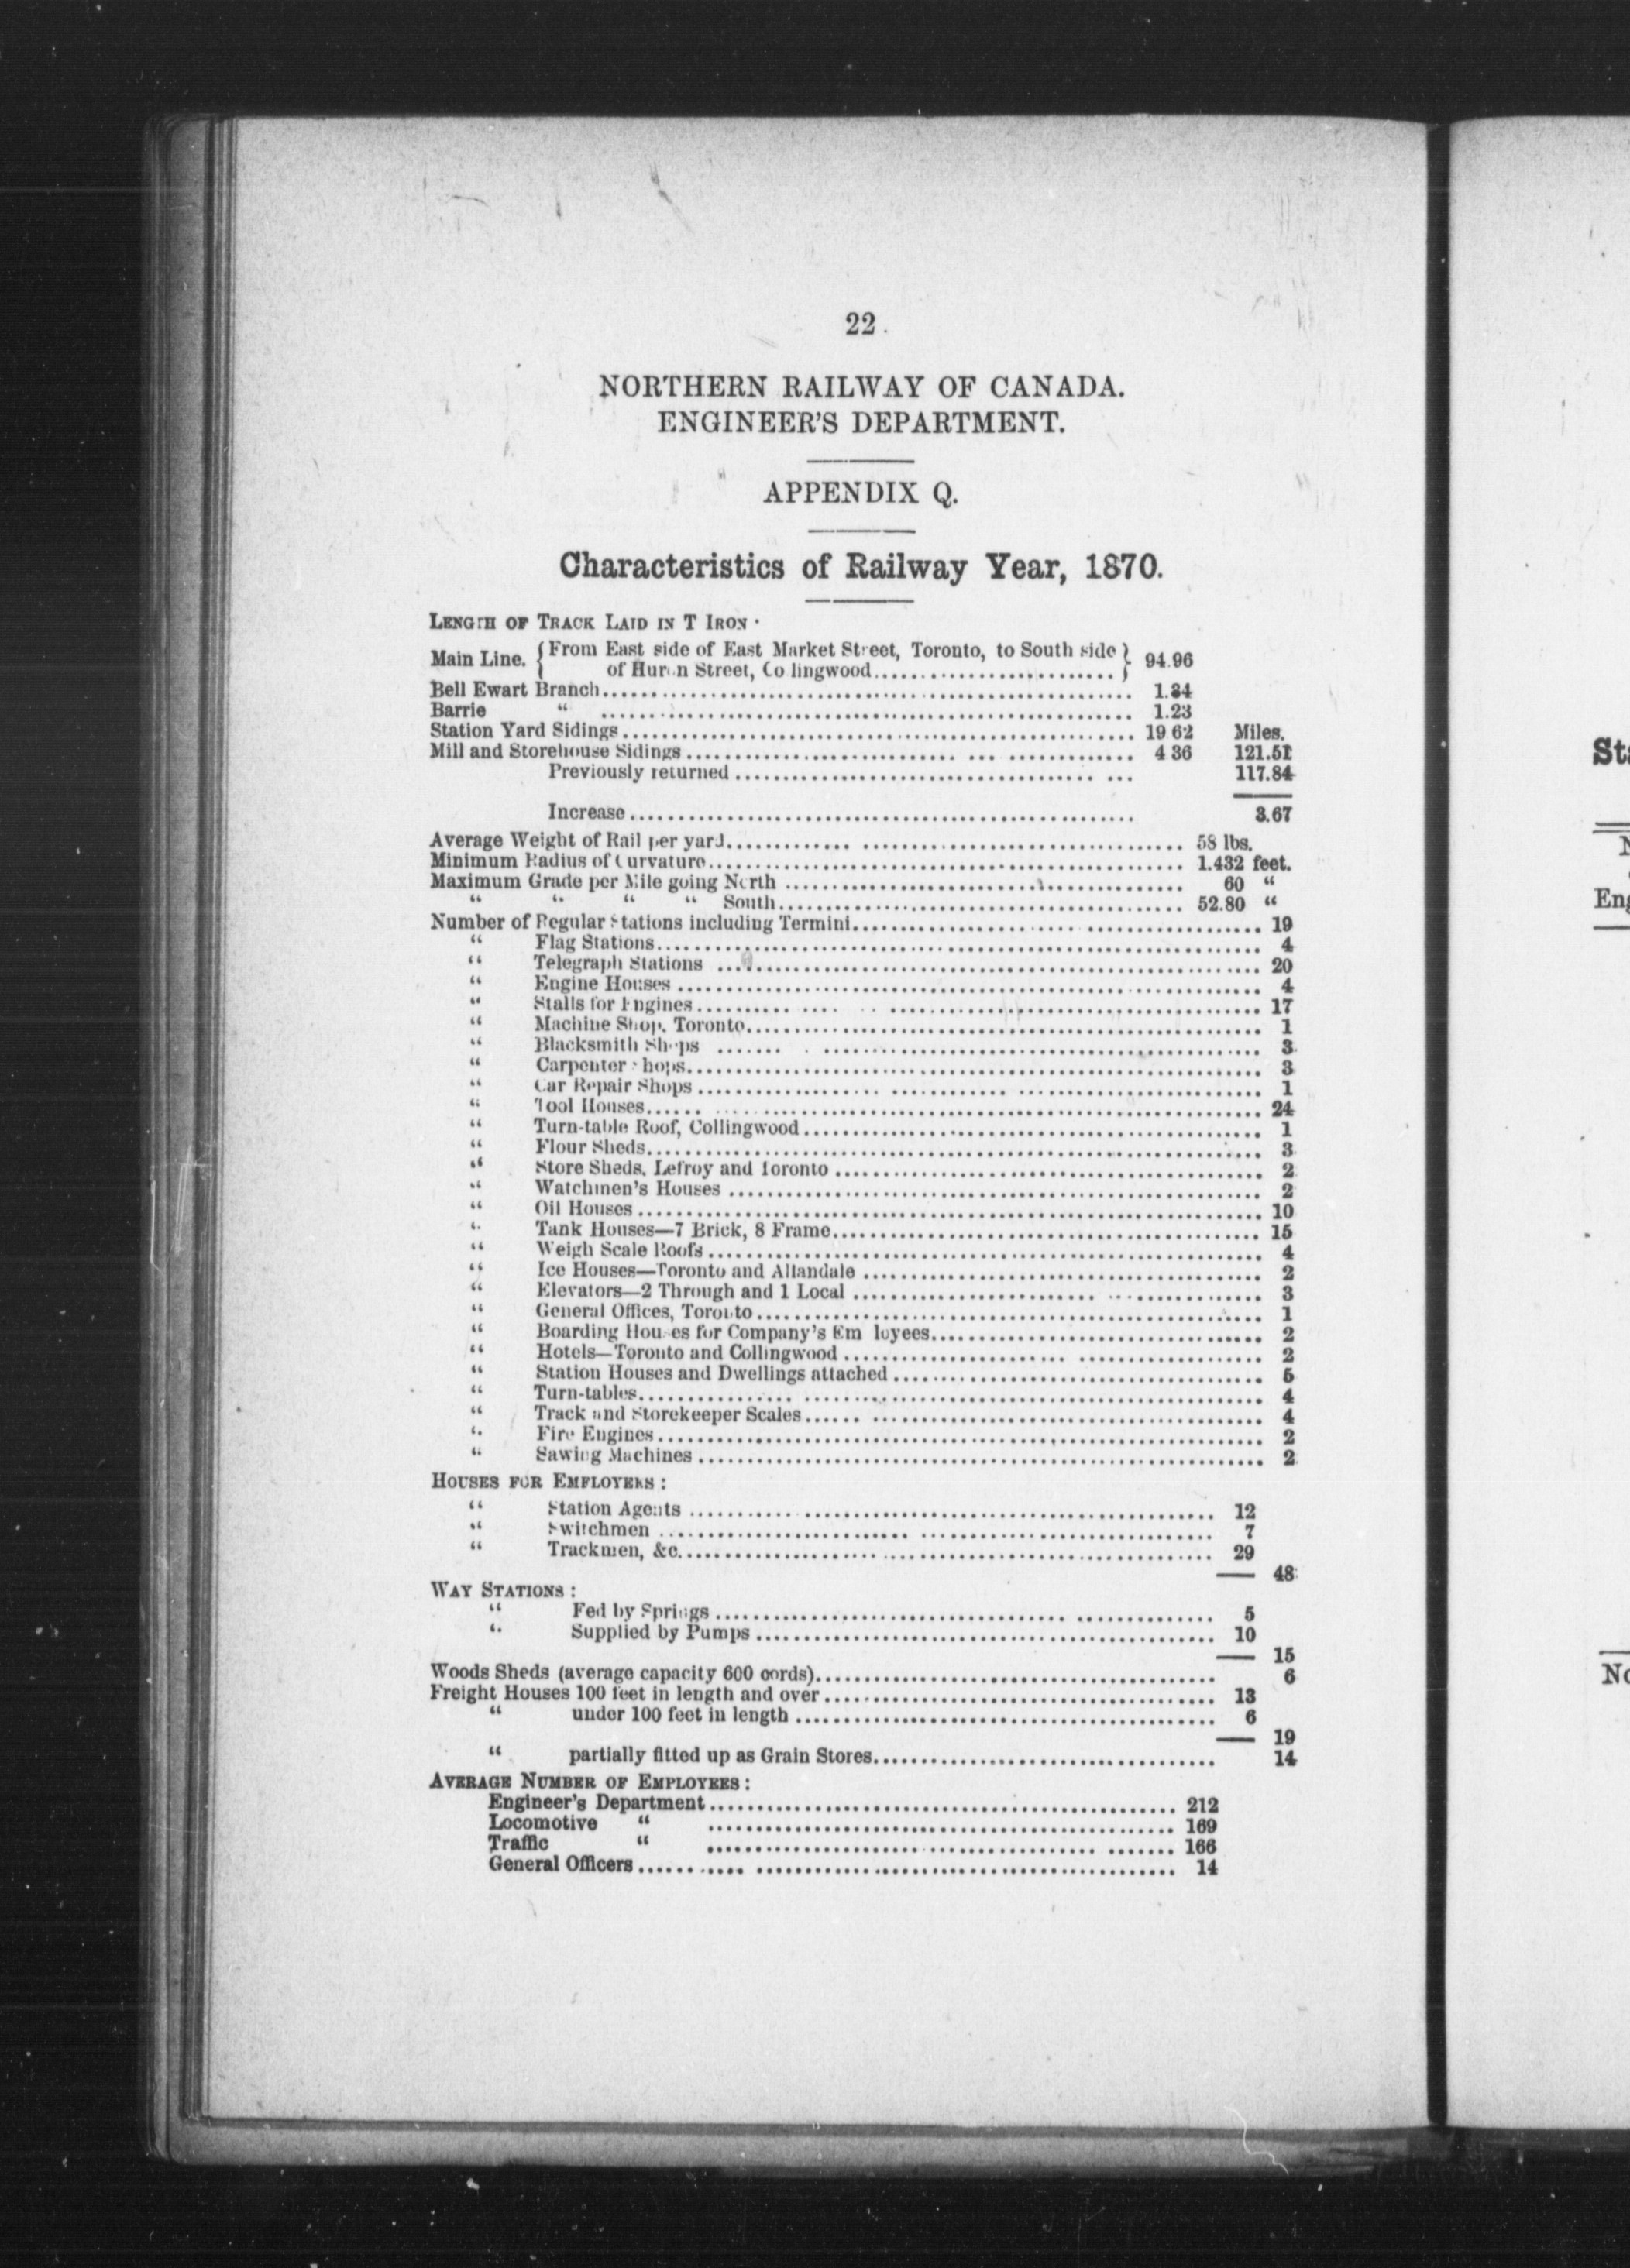 22
NORTHERN RAILWAY OF CANADA.
ENGINEER'S DEPARTMENT.
APPENDIX Q.
Characteristics of Railway Year, 1870.
LENGTH OF TRACK LAID IN T IRON.
Main Line. { From East side of East Market Street, Toronto, to South side } 94.96
of Huron Street, Collingwood
Bell Ewart Branch 1.34
Barrie " 1.23
Station Yard Sidings 19 62 Miles.
Mill and Storehouse Sidings 4 36 121.51
Previously returned 117.84
Increase 3.67
Average Weight of Rail per yard 58 lbs.
Minimum Radius of Curvature 1.432 feet.
Maximum Grade per Mile going North 60 "
" " " " South 52.80 "
Number of Regular Stations including Termini 19
" Flag Stations 4
" Telegraph Stations 20
" Engine Houses 4
" Stalls for Engines 17
" Machine Shop, Toronto 1
" Blacksmith Shops 3
" Carpenter Shops 3
" Car Repair Shops 1
" Tool Houses 24
" Turn-table Roof, Collingwood 1
" Flour Sheds 3
" Store Sheds, Lefroy and Toronto 2
" Watchmen's Houses 2
" Oil Houses 10
" Tank Houses—7 Brick, 8 Frame 15
" Weigh Scale Roofs 4
" Ice Houses—Toronto and Allandale 2
" Elevators—2 Through and 1 Local 3
" General Offices, Toronto 1
" Boarding Houses for Company's Employees 2
" Hotels—Toronto and Collingwood 2
" Station Houses and Dwellings attached 5
" Turn-tables 4
" Track and Storekeeper Scales 4
" Fire Engines 2
" Sawing Machines 2
HOUSES FOR EMPLOYEES:
" Station Agents 12
" Switchmen 7
" Trackmen, &c. 29
48
WAY STATIONS:
" Fed by Springs 5
" Supplied by Pumps 10
15
Woods Sheds (average capacity 600 cords) 6
Freight Houses 100 feet in length and over 13
" under 100 feet in length 6
19
" partially fitted up as Grain Stores 14
AVERAGE NUMBER OF EMPLOYEES:
Engineer's Department 212
Locomotive " 169
Traffic " 166
General Officers 14